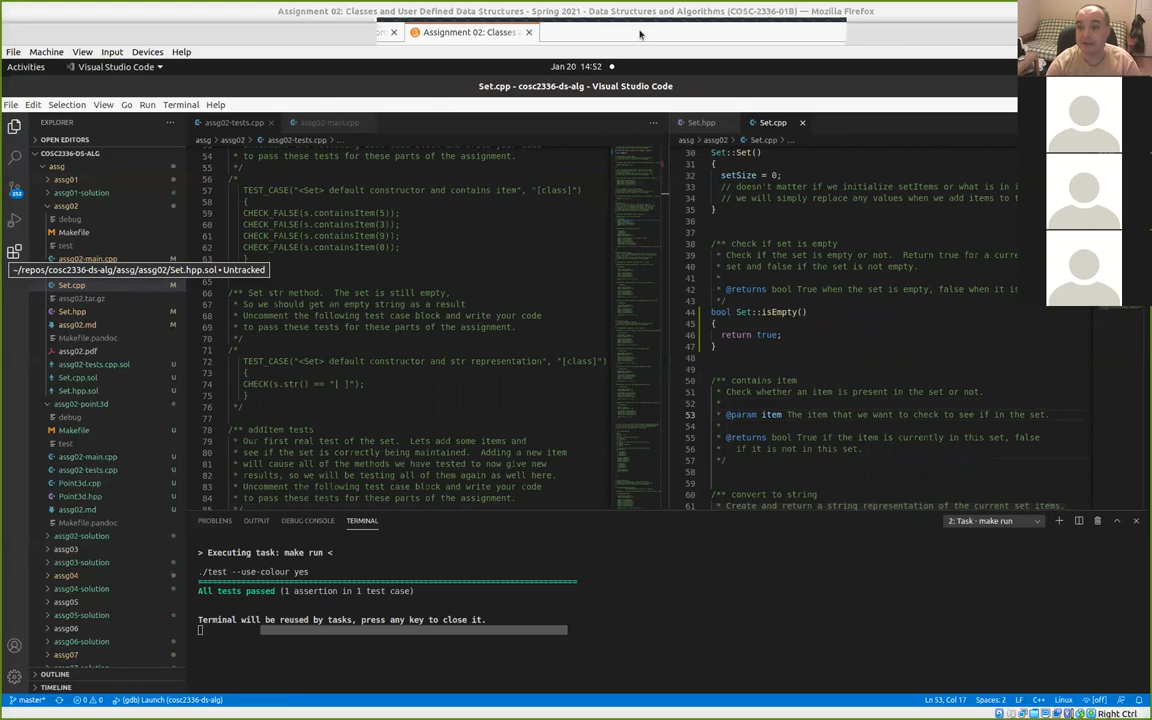 Assignment 02: Classes and User Defined Data Structures - Spring 2021 - Data Structures and Algorithms (COSC-2336-01B) — Mozilla Firefox
Assignment 02: Classes
File Machine View Input Devices Help
Activities Visual Studio Code Jan 20 14:52
Set.cpp - cosc2336-ds-alg - Visual Studio Code
File Edit Selection View Go Run Terminal Help
EXPLORER
OPEN EDITORS
COSC2336-DS-ALG
assg
assg01
assg01-solution
assg02
debug
Makefile M
test
assg02-main.cpp
~/repos/cosc2336-ds-alg/assg/assg02/Set.hpp.sol • Untracked
Set.cpp M
assg02.tar.gz
Set.hpp M
assg02.md M
Makefile.pandoc
assg02.pdf
assg02-tests.cpp.sol U
Set.cpp.sol U
Set.hpp.sol U
assg02-point3d
debug
Makefile U
test
assg02-main.cpp U
assg02-tests.cpp U
Point3d.cpp U
Point3d.hpp U
assg02.md U
Makefile.pandoc
assg02-solution
assg03
assg03-solution
assg04
assg04-solution
assg05
assg05-solution
assg06
assg06-solution
assg07
OUTLINE
TIMELINE
252
assg02-tests.cpp assg02-main.cpp
assg assg02 assg02-tests.cpp ...
54 * to pass these tests for these parts of the assignment.
55 */
56 /*
57 TEST_CASE("<Set> default constructor and contains item", "[class]")
58 {
59 CHECK_FALSE(s.containsItem(5));
60 CHECK_FALSE(s.containsItem(3));
61 CHECK_FALSE(s.containsItem(9));
62 CHECK_FALSE(s.containsItem(0));
63 }
66 /** Set str method. The set is still empty,
67 * So we should get an empty string as a result
68 * Uncomment the following test case block and write your code
69 * to pass these tests for these parts of the assignment.
70 */
71 /*
72 TEST_CASE("<Set> default constructor and str representation", "[class]")
73 {
74 CHECK(s.str() == "[ ]");
75 }
76 */
77
78 /** addItem tests
79 * Our first real test of the set. Lets add some items and
80 * see if the set is correctly being maintained. Adding a new item
81 * will cause all of the methods we have tested to now give new
82 * results, so we will be testing all of them again as well here.
83 * Uncomment the following test case block and write your code
84 * to pass these tests for these parts of the assignment.
Set.hpp Set.cpp
assg assg02 Set.cpp ...
30 Set::Set()
31 {
32 setSize = 0;
33 // doesn't matter if we initialize setItems or what is in i
34 // we will simply replace any values when we add items to t
35 }
36
37
38 /** check if set is empty
39 * Check if the set is empty or not. Return true for a curre
40 * set and false if the set is not empty.
41 *
42 * @returns bool True when the set is empty, false when it is
43 */
44 bool Set::isEmpty()
45 {
46 return true;
47 }
48
49
50 /** contains item
51 * Check whether an item is present in the set or not.
52 *
53 * @param item The item that we want to check to see if in the set.
54 *
55 * @returns bool True if the item is currently in this set, false
56 * if it is not in this set.
57 */
58
59
60 /** convert to string
61 * Create and return a string representation of the current set items.
PROBLEMS OUTPUT DEBUG CONSOLE TERMINAL 2: Task - make run
> Executing task: make run <
./test --use-colour yes
===============================================================================
All tests passed (1 assertion in 1 test case)
Terminal will be reused by tasks, press any key to close it.
master* 0 0 (gdb) Launch (cosc2336-ds-alg) Ln 53, Col 17 Spaces: 2 LF C++ Linux [off]
Right Ctrl